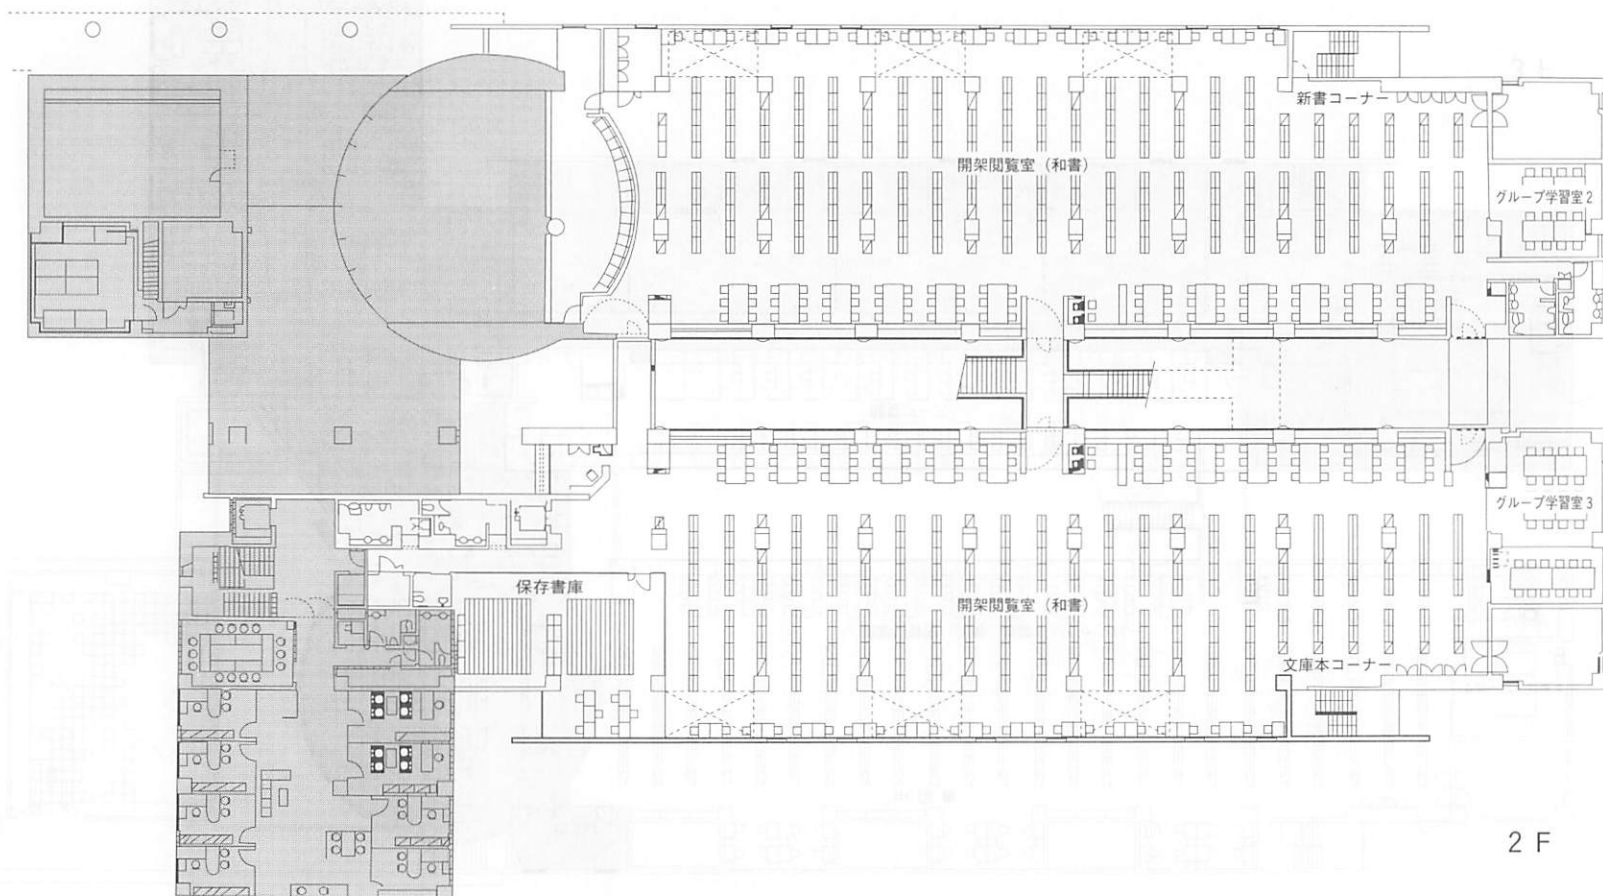 新書コーナー
開架閲覧室（和書）
グループ学習室2
グループ学習室3
保存書庫
開架閲覧室（和書）
文庫本コーナー
2F